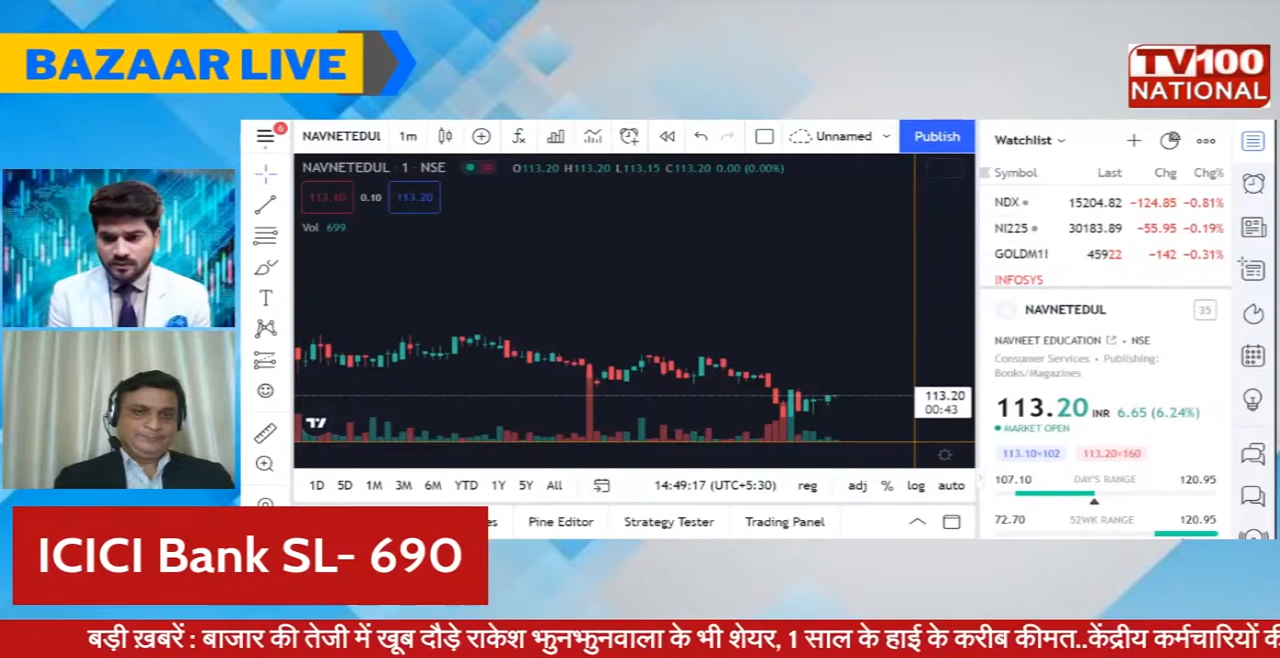 BAZAAR LIVE
TV100
NATIONAL
6
NAVNETEDUL 1m Unnamed Publish
NAVNETEDUL · 1 · NSE O113.20 H113.20 L113.15 C113.20 0.00 (0.00%)
113.10 0.10 113.20
Vol 699
113.20
00:43
1D 5D 1M 3M 6M YTD 1Y 5Y All 14:49:17 (UTC+5:30) reg adj % log auto
Pine Editor Strategy Tester Trading Panel
Watchlist
Symbol Last Chg Chg%
NDX 15204.82 −124.85 −0.81%
NI225 30183.89 −55.95 −0.19%
GOLDM1! 45922 −142 −0.31%
INFOSYS
NAVNETEDUL 35
NAVNEET EDUCATION · NSE
Consumer Services · Publishing:
Books/Magazines
113.20 INR 6.65 (6.24%)
MARKET OPEN
113.10×102 113.20×160
107.10 DAY'S RANGE 120.95
72.70 52WK RANGE 120.95
ICICI Bank SL- 690
बड़ी ख़बरें : बाजार की तेजी में खूब दौड़े राकेश झुनझुनवाला के भी शेयर, 1 साल के हाई के करीब कीमत..केंद्रीय कर्मचारियों की